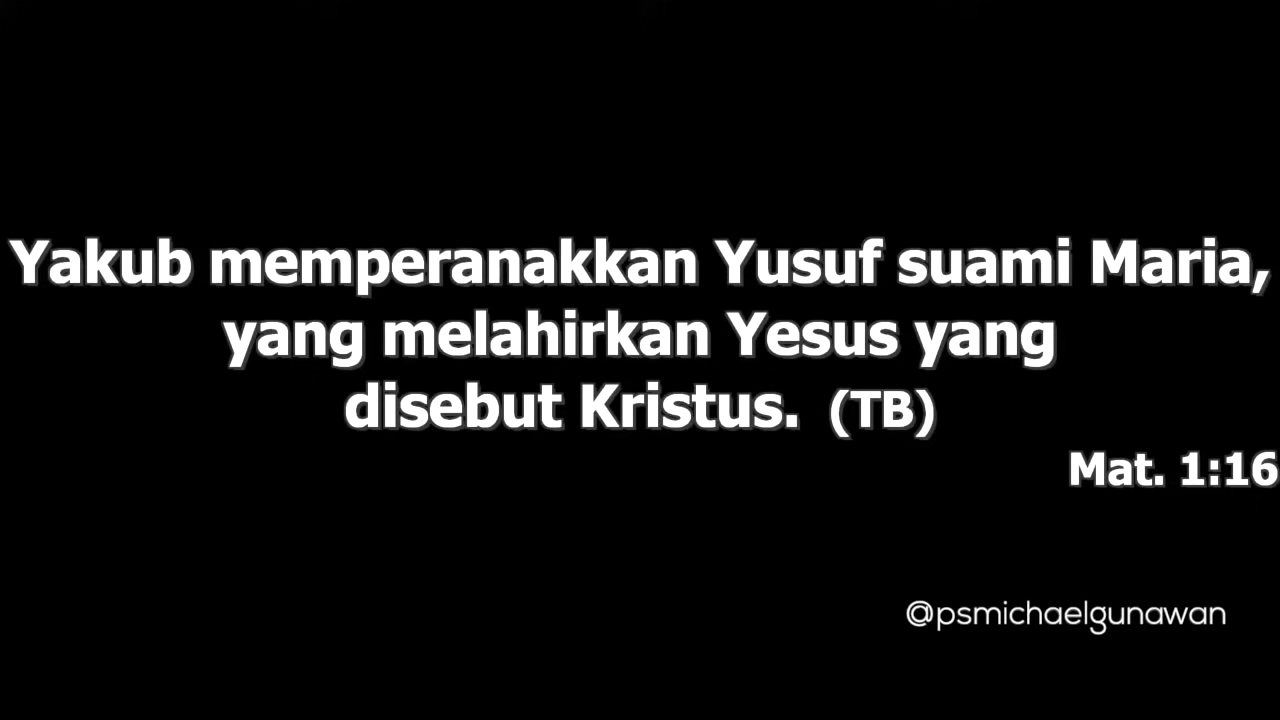 Yakub memperanakkan Yusuf suami Maria,
yang melahirkan Yesus yang
disebut Kristus. (TB)
Mat. 1:16
@psmichaelgunawan